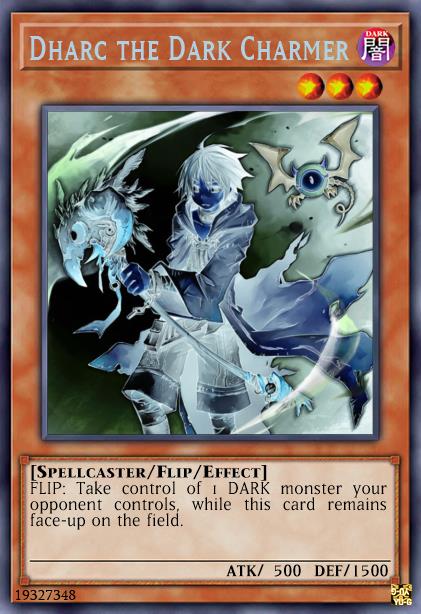 DHARC THE DARK CHARMER
DARK
闇
[SPELLCASTER/FLIP/EFFECT]
FLIP: Take control of 1 DARK monster your
opponent controls, while this card remains
face-up on the field.
ATK/ 500 DEF/1500
19327348